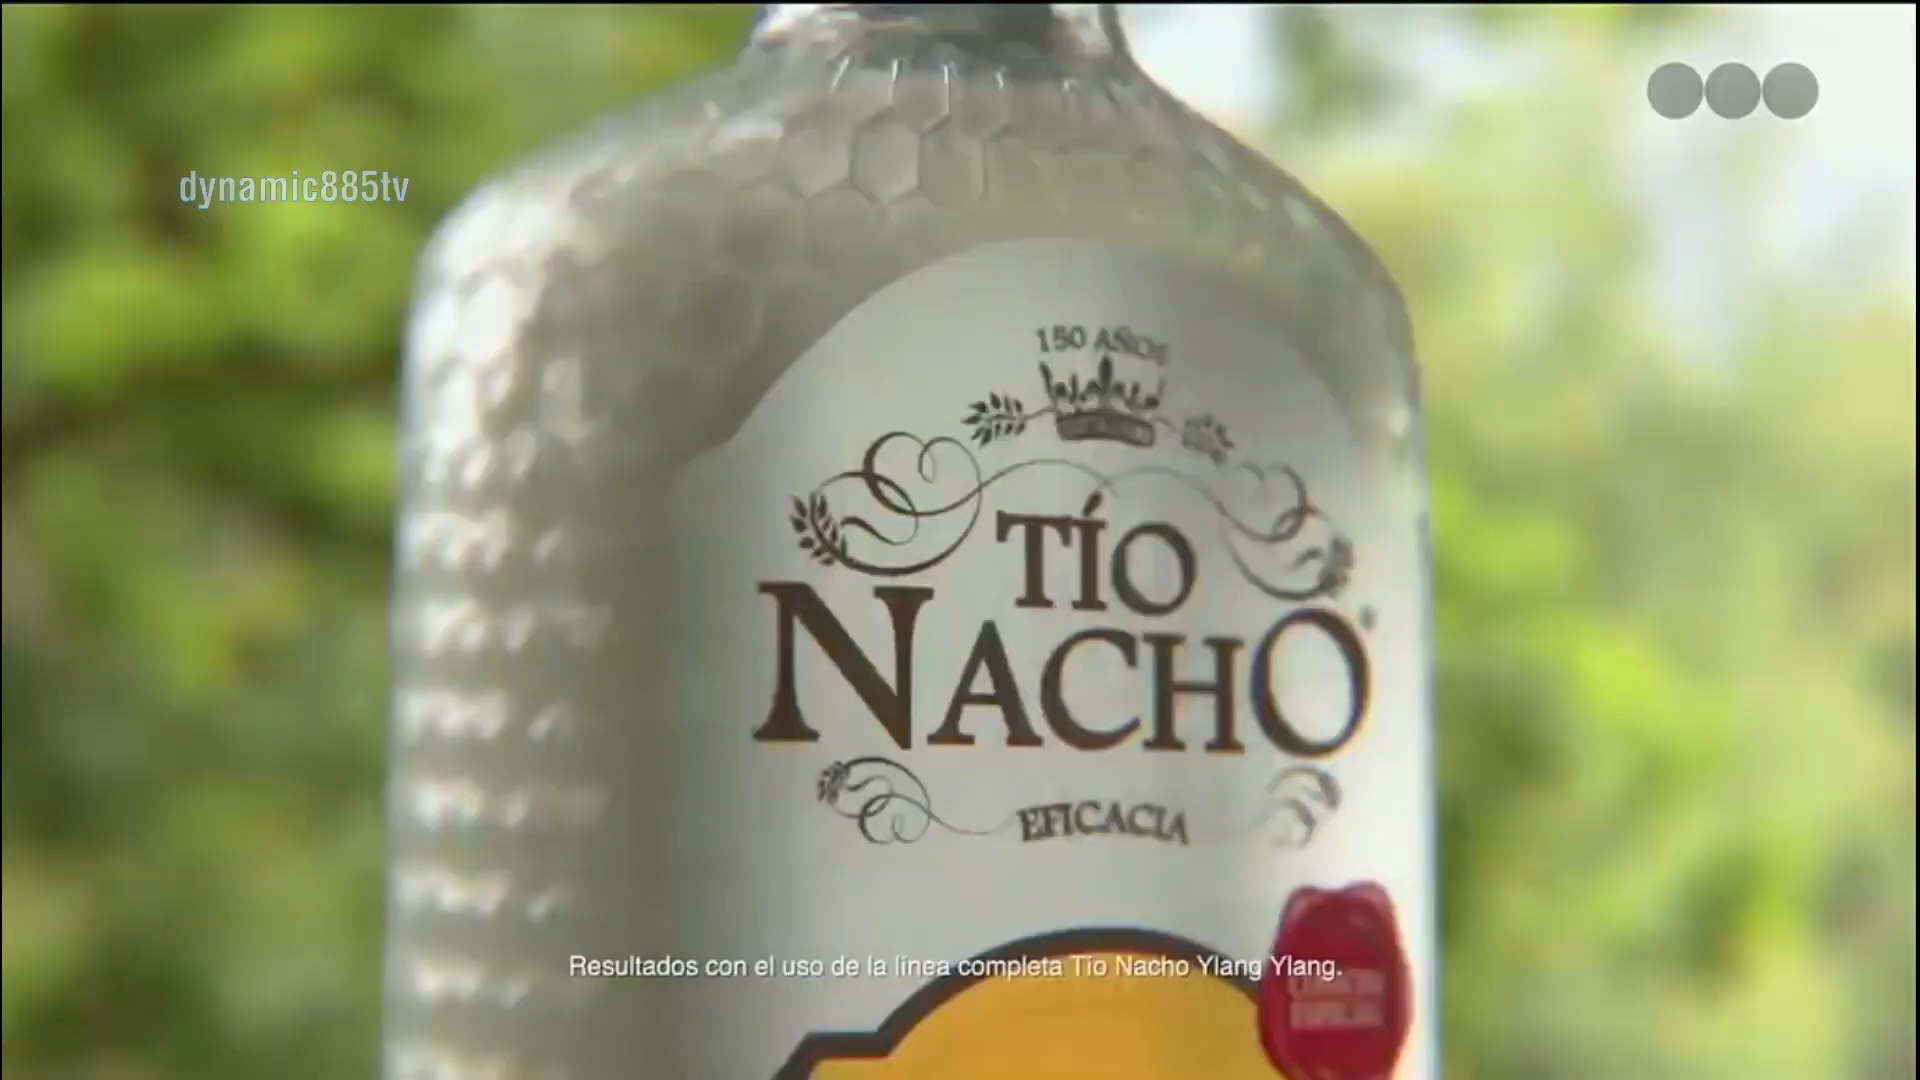 dynamic885tv
150 AÑOS
TÍO
NACHO
EFICACIA
Resultados con el uso de la línea completa Tío Nacho Ylang Ylang.